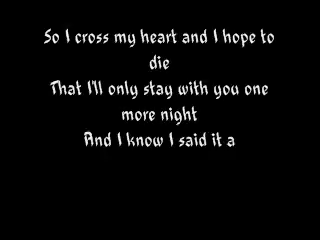 So I cross my heart and I hope to
die
That I'll only stay with you one
more night
And I know I said it a